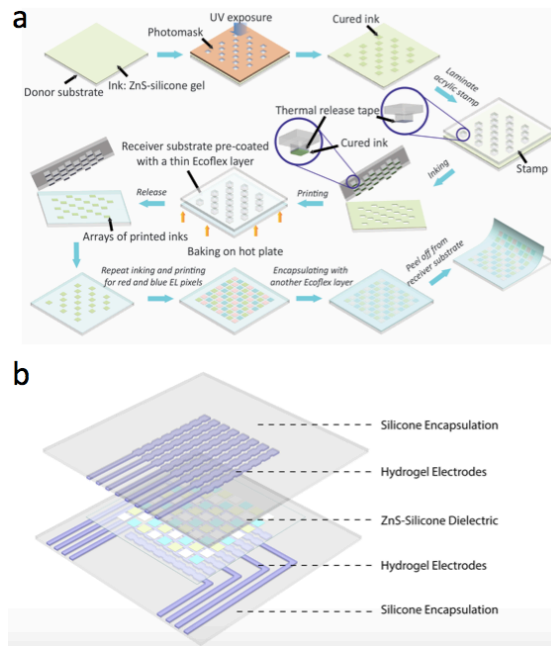 a
UV exposure
Photomask
Cured ink
Donor substrate
Ink: ZnS-silicone gel
Laminate
acrylic stamp
Thermal release tape
Cured ink
Receiver substrate pre-coated
with a thin Ecoflex layer
Stamp
Inking
Printing
Release
Arrays of printed inks
Baking on hot plate
Repeat inking and printing
for red and blue EL pixels
Encapsulating with
another Ecoflex layer
Peel off from
receiver substrate
b
Silicone Encapsulation
Hydrogel Electrodes
ZnS-Silicone Dielectric
Hydrogel Electrodes
Silicone Encapsulation